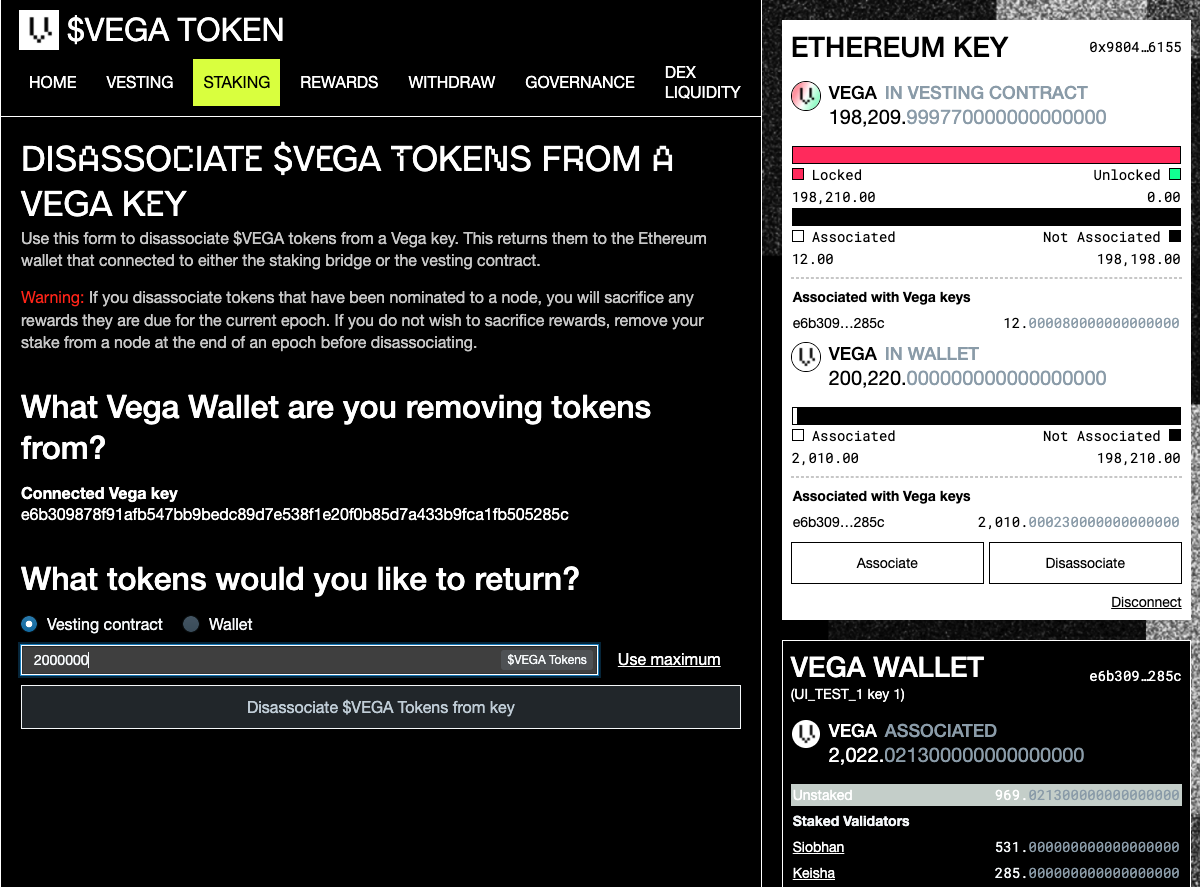 $VEGA TOKEN
HOME VESTING STAKING REWARDS WITHDRAW GOVERNANCE DEX LIQUIDITY
DISASSOCIATE $VEGA TOKENS FROM A
VEGA KEY
Use this form to disassociate $VEGA tokens from a Vega key. This returns them to the Ethereum
wallet that connected to either the staking bridge or the vesting contract.
Warning: If you disassociate tokens that have been nominated to a node, you will sacrifice any
rewards they are due for the current epoch. If you do not wish to sacrifice rewards, remove your
stake from a node at the end of an epoch before disassociating.
What Vega Wallet are you removing tokens
from?
Connected Vega key
e6b309878f91afb547bb9bedc89d7e538f1e20f0b85d7a433b9fca1fb505285c
What tokens would you like to return?
Vesting contract Wallet
2000000 $VEGA Tokens Use maximum
Disassociate $VEGA Tokens from key
ETHEREUM KEY 0x9804…6155
VEGA IN VESTING CONTRACT
198,209.999770000000000000
Locked Unlocked
198,210.00 0.00
Associated Not Associated
12.00 198,198.00
Associated with Vega keys
e6b309…285c 12.000080000000000000
VEGA IN WALLET
200,220.000000000000000000
Associated Not Associated
2,010.00 198,210.00
Associated with Vega keys
e6b309…285c 2,010.000230000000000000
Associate Disassociate
Disconnect
VEGA WALLET e6b309…285c
(UI_TEST_1 key 1)
VEGA ASSOCIATED
2,022.021300000000000000
Unstaked 969.021300000000000000
Staked Validators
Siobhan 531.000000000000000000
Keisha 285.000000000000000000